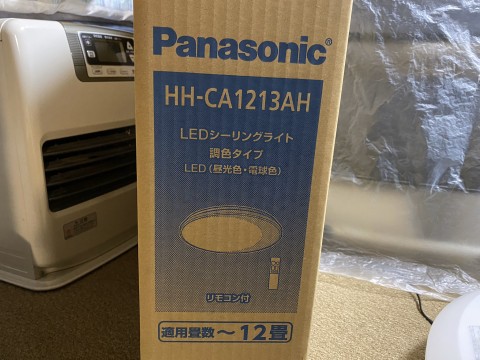 Panasonic®
HH-CA1213AH
LEDシーリングライト
調色タイプ
LED（昼光色・電球色）
リモコン付
適用畳数～12畳